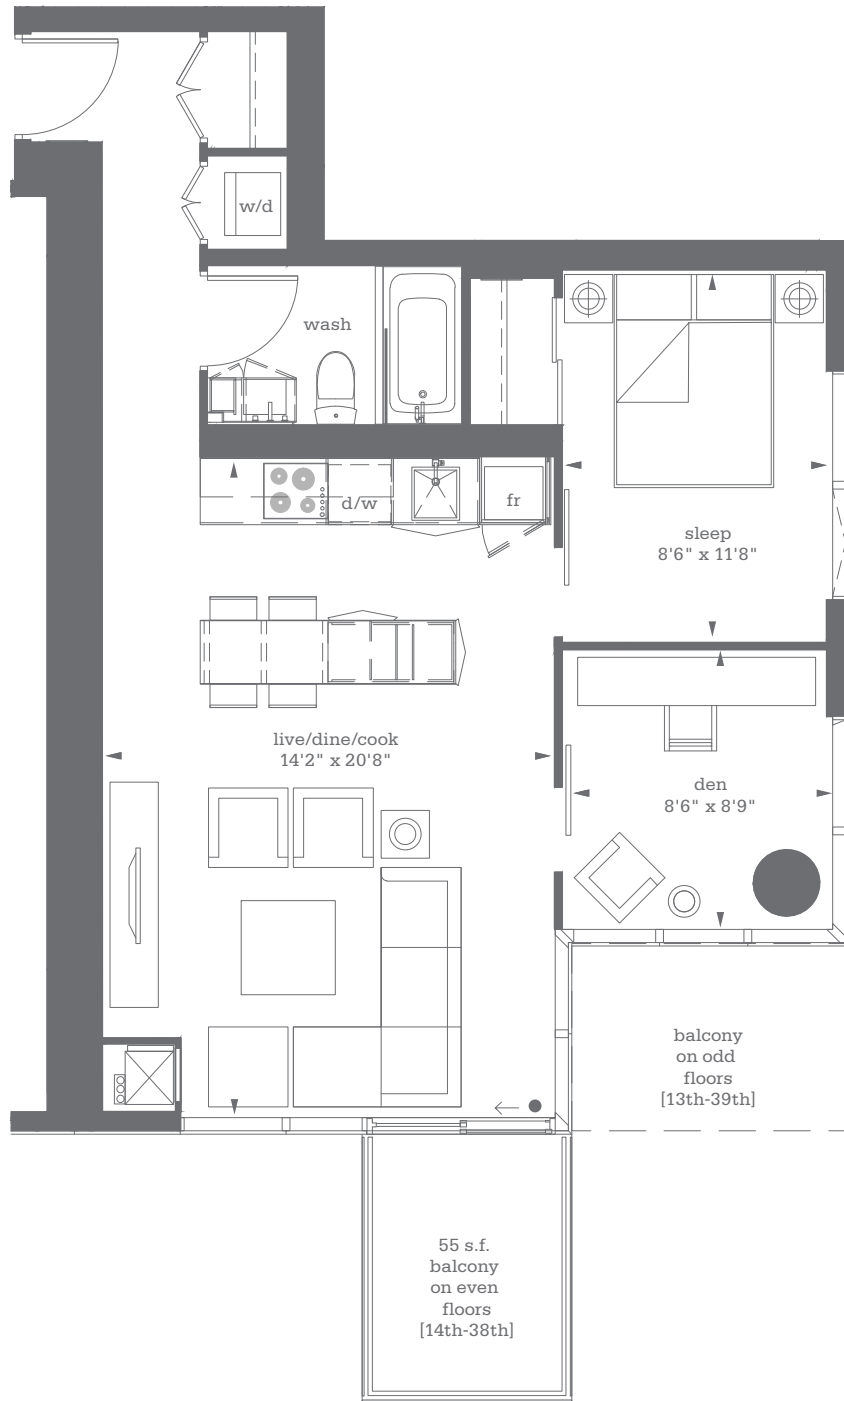 w/d
wash
d/w
fr
sleep
8'6" x 11'8"
live/dine/cook
14'2" x 20'8"
den
8'6" x 8'9"
balcony
on odd
floors
[13th-39th]
55 s.f.
balcony
on even
floors
[14th-38th]